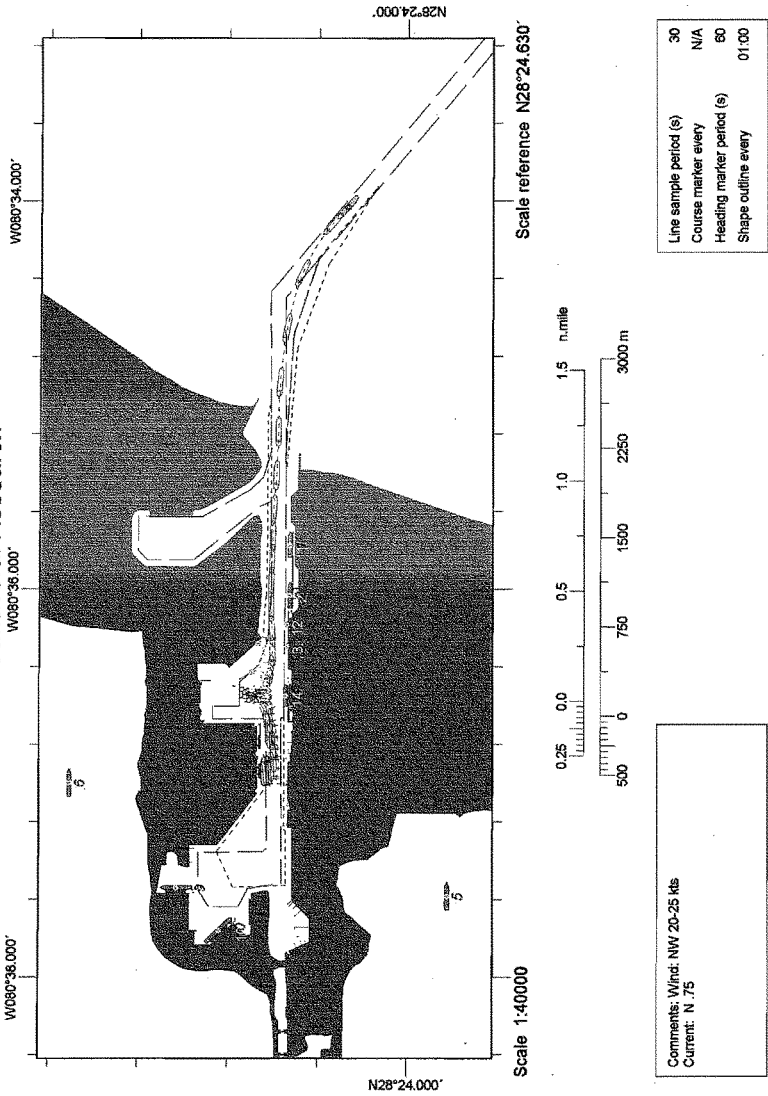 W080°38.000' W080°36.000' W080°34.000'
N28°24.000' N28°24.000'
6
5
Scale 1:40000 Scale reference N28°24.630'
0.25 0.0 0.5 1.0 1.5 n.mile
500 0 750 1500 2250 3000 m
Comments: Wind: NW 20-25 kts
Current: N .75
Line sample period (s) 30
Course marker every N/A
Heading marker period (s) 60
Shape outline every 01:00